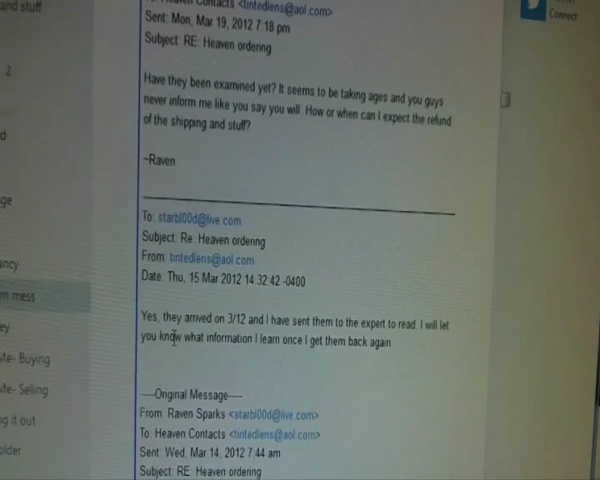 and stuff
Connect
2
d
ge
ancy
m mess
ey
Me- Buying
Me- Selling
g it out
older
To: Heaven Contacts <tintedlens@aol.com>
Sent: Mon, Mar 19, 2012 7:18 pm
Subject: RE: Heaven ordering
Have they been examined yet? It seems to be taking ages and you guys
never inform me like you say you will. How or when can I expect the refund
of the shipping and stuff?
~Raven
To: starbl00d@live.com
Subject: Re: Heaven ordering
From: tintedlens@aol.com
Date: Thu, 15 Mar 2012 14:32:42 -0400
Yes, they arrived on 3/12 and I have sent them to the expert to read. I will let
you know what information I learn once I get them back again
-----Original Message-----
From: Raven Sparks <starbl00d@live.com>
To: Heaven Contacts <tintedlens@aol.com>
Sent: Wed, Mar 14, 2012 7:44 am
Subject: RE: Heaven ordering